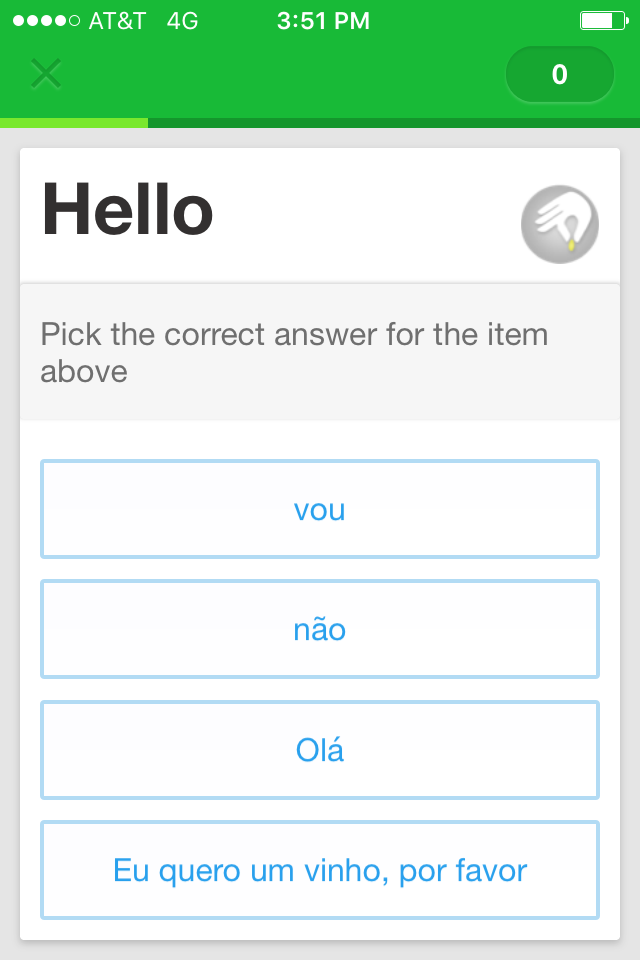 AT&T 4G 3:51 PM
0
Hello
Pick the correct answer for the item
above
vou
não
Olá
Eu quero um vinho, por favor